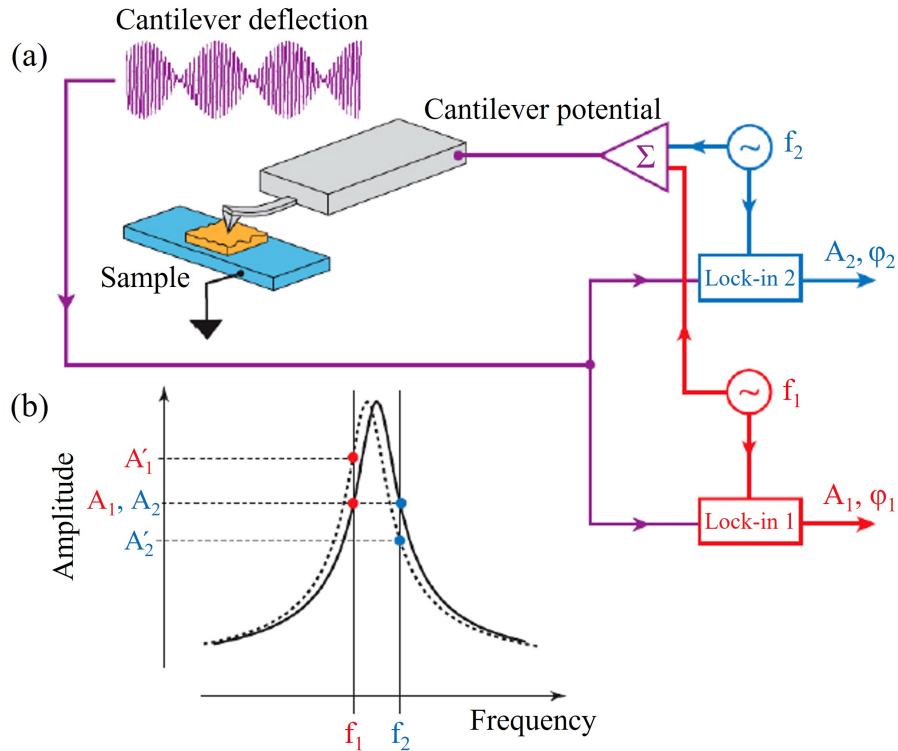 Cantilever deflection
(a)
Cantilever potential
Σ
~
f₂
Sample
Lock-in 2
A₂, φ₂
~
f₁
Lock-in 1
A₁, φ₁
(b)
Amplitude
A′₁
A₁, A₂
A′₂
f₁
f₂
Frequency